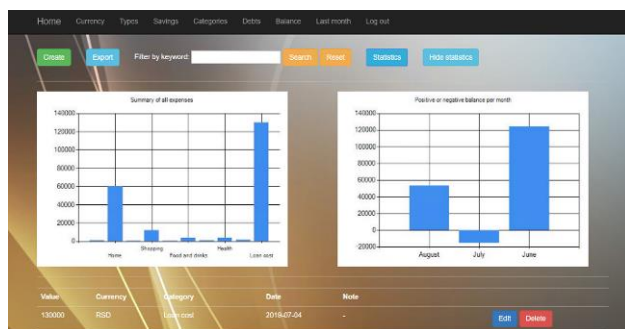 Home Currency Types Savings Categories Debts Balance Last month Log out
Create Export Filter by keyword: Search Reset Statistics Hide statistics
Summary of all expenses
140000
120000
100000
80000
60000
40000
20000
0
Home Shopping Food and drinks Health Loan cost
Positive or negative balance per month
140000
120000
100000
80000
60000
40000
20000
0
-20000
August July June
Value Currency Category Date Note
130000 RSD Loan cost 2019-07-04 - Edit Delete